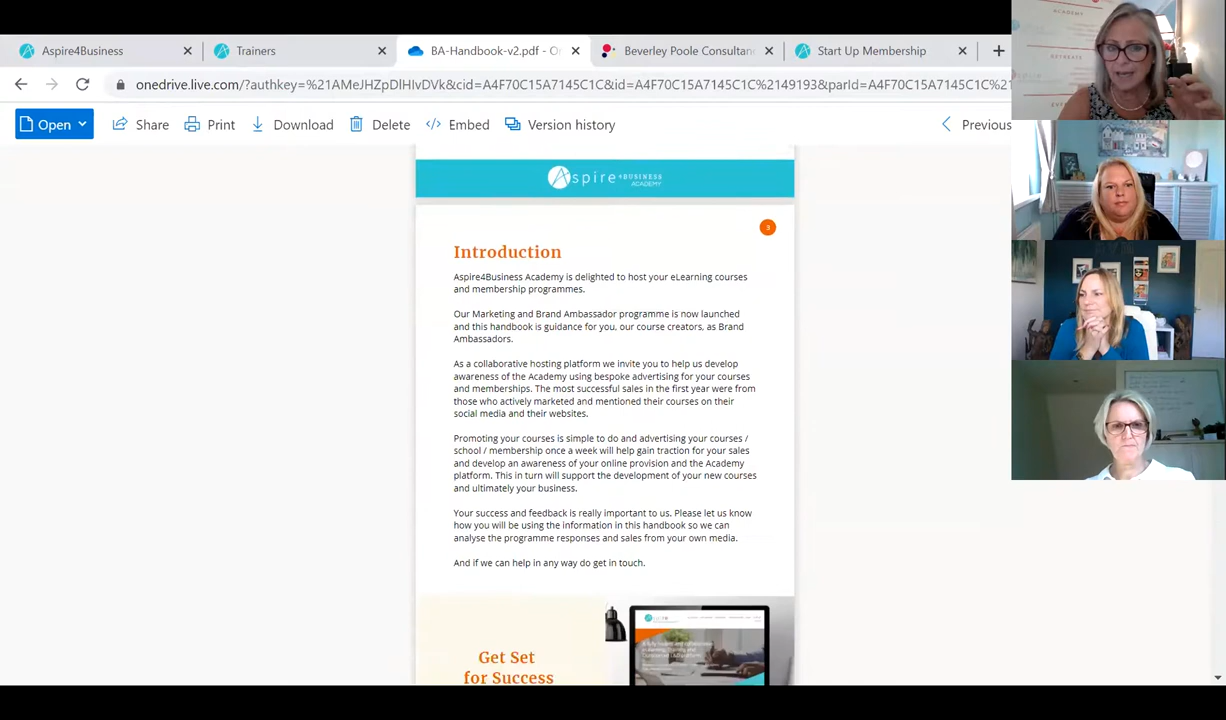 Aspire4Business
Trainers
BA-Handbook-v2.pdf - O
Beverley Poole Consultan
Start Up Membership
onedrive.live.com/?authkey=%21AMeJHZpDlHIvDVk&cid=A4F70C15A7145C1C&id=A4F70C15A7145C1C%2149193&parId=A4F70C15A7145C1C%211
Open
Share
Print
Download
Delete
Embed
Version history
Previous
Aspire 4BUSINESS
ACADEMY
3
Introduction
Aspire4Business Academy is delighted to host your eLearning courses
and membership programmes.
Our Marketing and Brand Ambassador programme is now launched
and this handbook is guidance for you, our course creators, as Brand
Ambassadors.
As a collaborative hosting platform we invite you to help us develop
awareness of the Academy using bespoke advertising for your courses
and memberships. The most successful sales in the first year were from
those who actively marketed and mentioned their courses on their
social media and their websites.
Promoting your courses is simple to do and advertising your courses /
school / membership once a week will help gain traction for your sales
and develop an awareness of your online provision and the Academy
platform. This in turn will support the development of your new courses
and ultimately your business.
Your success and feedback is really important to us. Please let us know
how you will be using the information in this handbook so we can
analyse the programme responses and sales from your own media.
And if we can help in any way do get in touch.
Get Set
for Success
ACADEMY